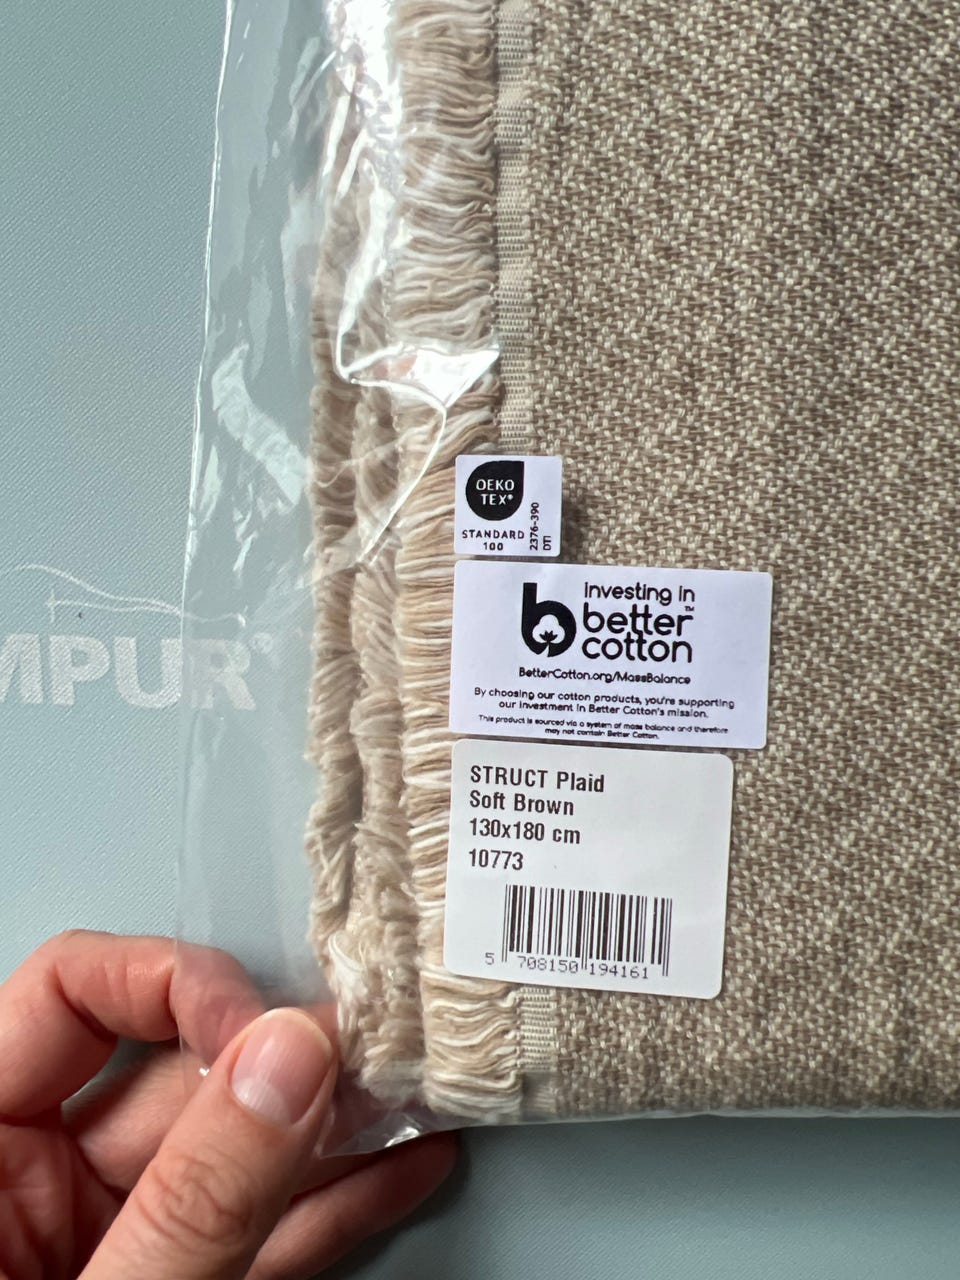 OEKO
TEX®
STANDARD
100
2376-390
DTI
investing in
better™
cotton
BetterCotton.org/MassBalance
By choosing our cotton products, you're supporting
our investment in Better Cotton's mission.
This product is sourced via a system of mass balance and therefore
may not contain Better Cotton.
MPUR®
STRUCT Plaid
Soft Brown
130x180 cm
10773
5 708150 194161